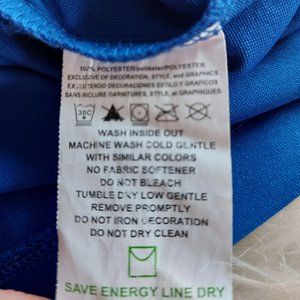 100% POLYESTER/poliéster/POLYESTER
EXCLUSIVE OF DECORATION, STYLE, and GRAPHICS
EXCLUYENDO DECORACIONES ESTILO y GRAFICOS
SANS INCLURE GARNITURES, STYLE, et GRAPHIQUES
30C
WASH INSIDE OUT
MACHINE WASH COLD GENTLE
WITH SIMILAR COLORS
NO FABRIC SOFTENER
DO NOT BLEACH
TUMBLE DRY LOW GENTLE
REMOVE PROMPTLY
DO NOT IRON DECORATION
DO NOT DRY CLEAN
SAVE ENERGY LINE DRY